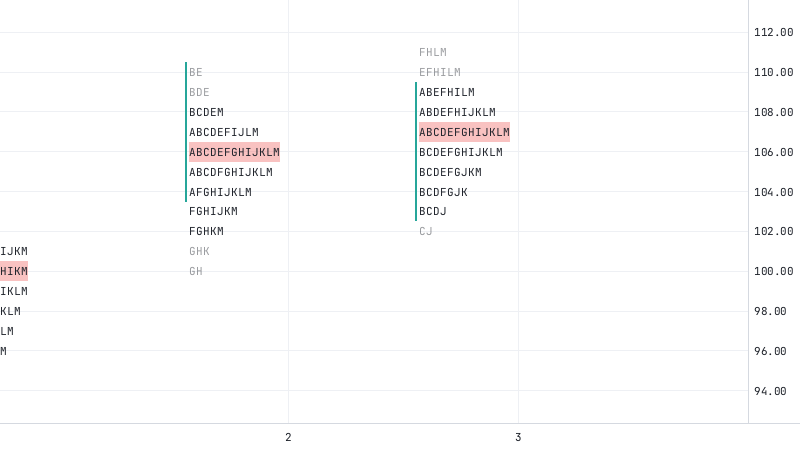 112.00
FHLM
BE
EFHILM
110.00
BDE
ABEFHILM
BCDEM
ABDEFHIJKLM
108.00
ABCDEFIJLM
ABCDEFGHIJKLM
ABCDEFGHIJKLM
BCDEFGHIJKLM
106.00
ABCDFGHIJKLM
BCDEFGJKM
AFGHIJKLM
BCDFGJK
104.00
FGHIJKM
BCDJ
FGHKM
CJ
102.00
IJKM
GHK
HIKM
GH
100.00
IKLM
KLM
98.00
LM
M
96.00
94.00
2
3